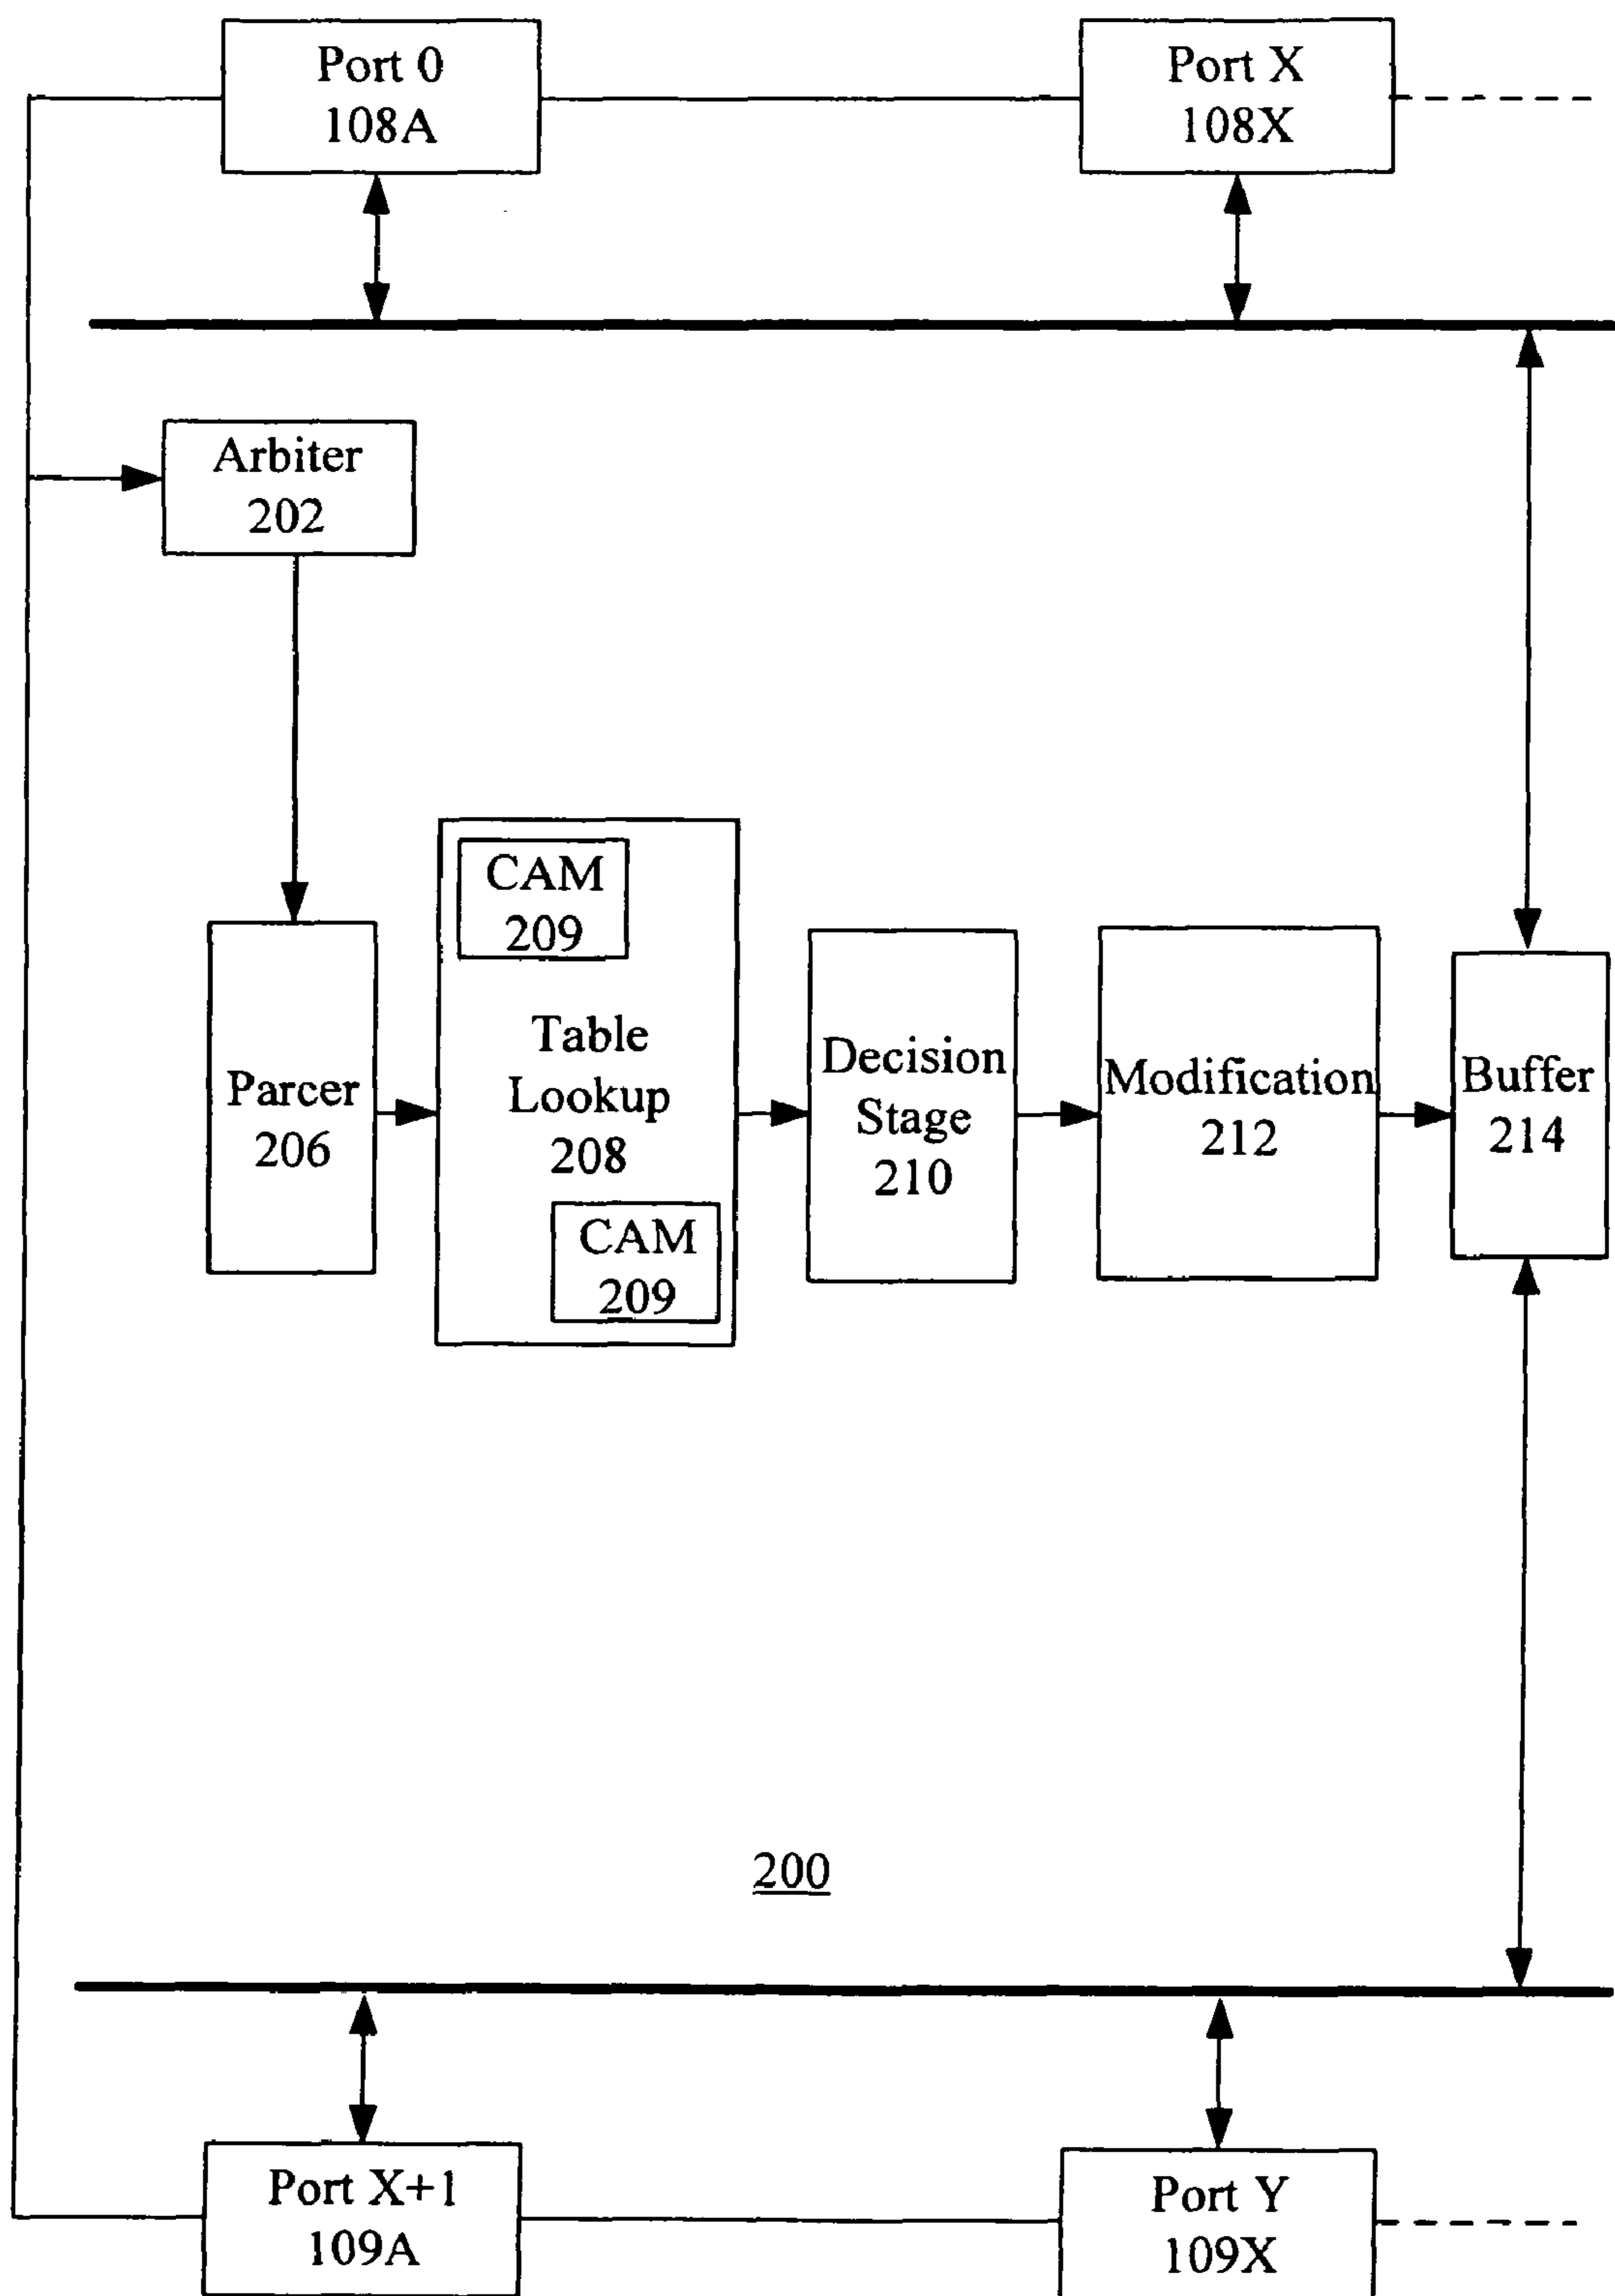 Port 0
108A
Port X
108X
Arbiter
202
CAM
209
Table
Lookup
208
CAM
209
Parcer
206
Decision
Stage
210
Modification
212
Buffer
214
200
Port X+1
109A
Port Y
109X